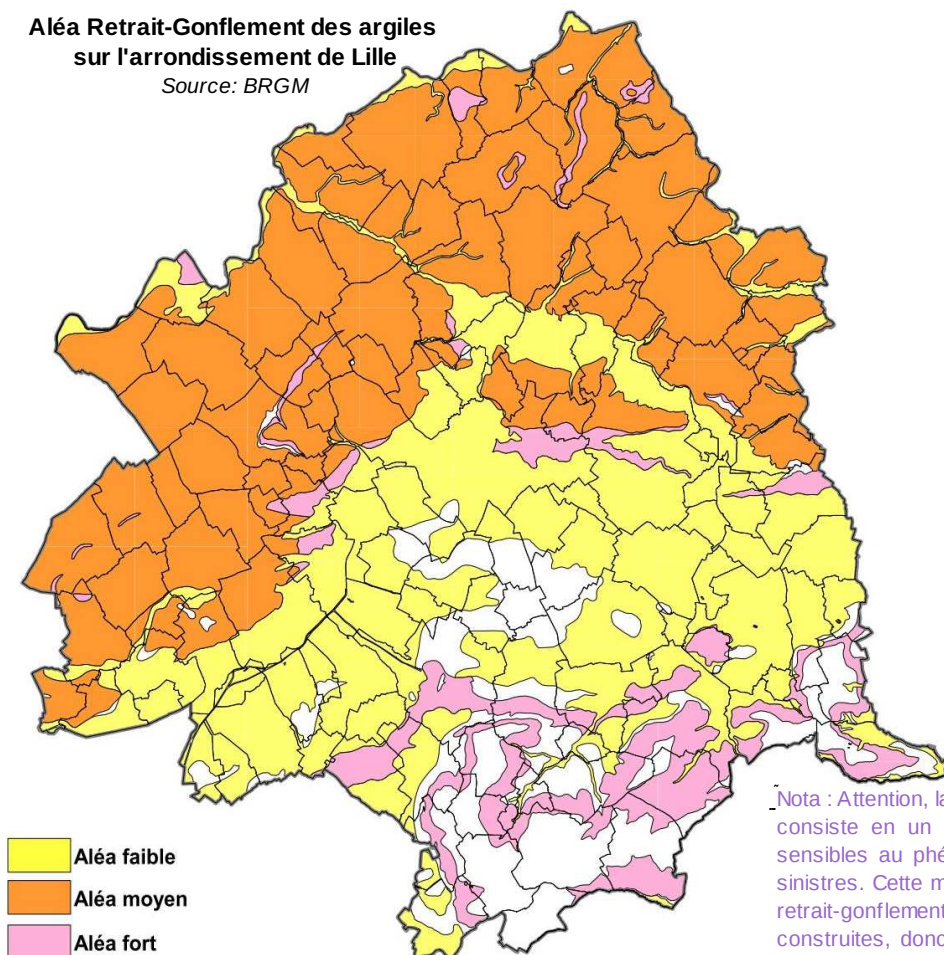 Aléa Retrait-Gonflement des argiles
sur l'arrondissement de Lille
Source: BRGM
Aléa faible
Aléa moyen
Aléa fort
Nota : Attention, la
consiste en un
sensibles au phé
sinistres. Cette m
retrait-gonflement
construites, donc